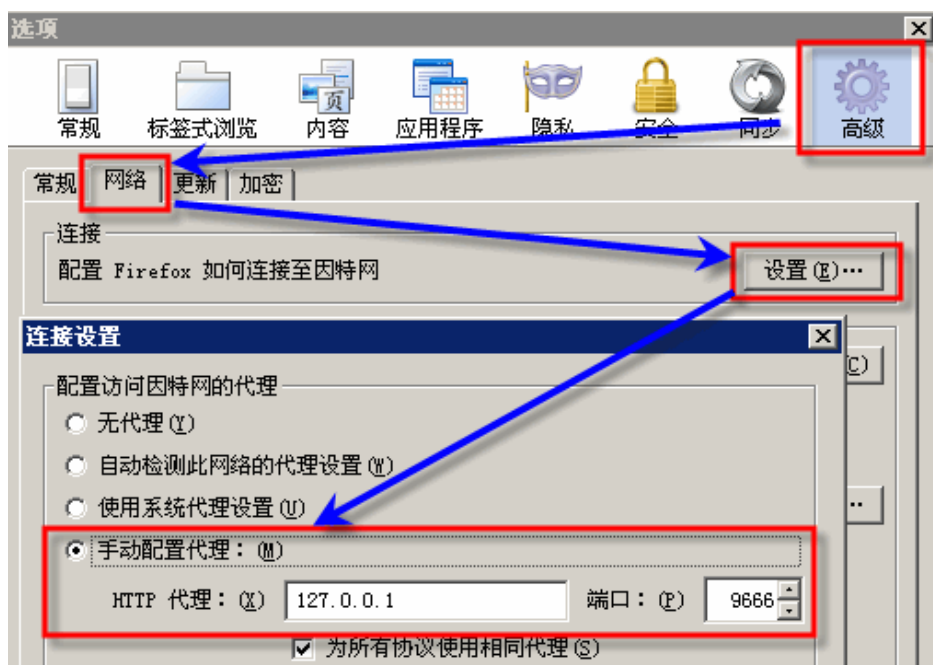 选项
常规 标签式浏览 内容 应用程序 隐私 安全 同步 高级
常规 网络 更新 加密
连接
配置 Firefox 如何连接至因特网 设置(E)…
连接设置
(C)
配置访问因特网的代理
无代理(Y)
自动检测此网络的代理设置(W)
使用系统代理设置(U)
手动配置代理：(M)
HTTP 代理：(X) 127.0.0.1 端口：(P) 9666
为所有协议使用相同代理(S)